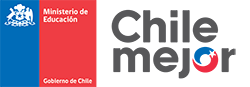 Ministerio de
Educación
Gobierno de Chile
Chile
mejor